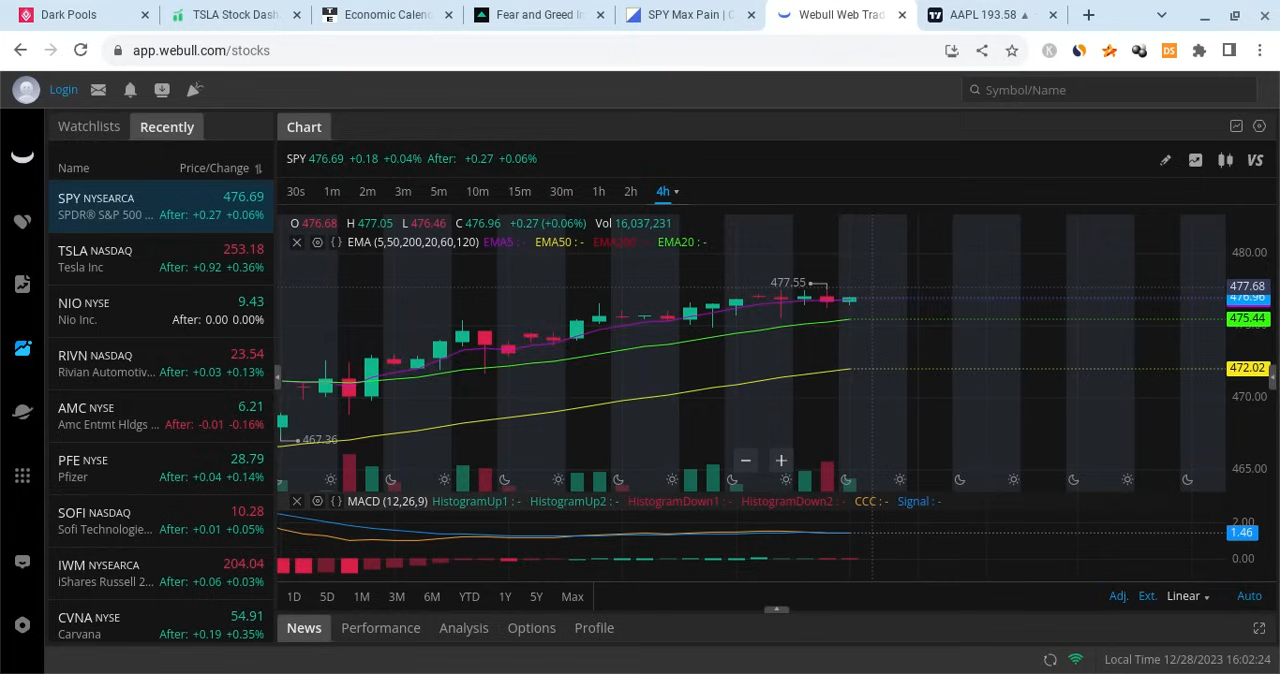 Dark Pools
TSLA Stock Dash
Economic Calenc
Fear and Greed I
SPY Max Pain | C
Webull Web Trad
AAPL 193.58 ▲
app.webull.com/stocks
Login
Symbol/Name
Watchlists Recently
Name Price/Change
SPY NYSEARCA 476.69
SPDR® S&P 500 ... After: +0.27 +0.06%
TSLA NASDAQ 253.18
Tesla Inc After: +0.92 +0.36%
NIO NYSE 9.43
Nio Inc. After: 0.00 0.00%
RIVN NASDAQ 23.54
Rivian Automotiv... After: +0.03 +0.13%
AMC NYSE 6.21
Amc Entmt Hldgs ... After: -0.01 -0.16%
PFE NYSE 28.79
Pfizer After: +0.04 +0.14%
SOFI NASDAQ 10.28
Sofi Technologie... After: +0.01 +0.05%
IWM NYSEARCA 204.04
iShares Russell 2... After: +0.06 +0.03%
CVNA NYSE 54.91
Carvana After: +0.19 +0.35%
Chart
SPY 476.69 +0.18 +0.04% After: +0.27 +0.06%
VS
30s 1m 2m 3m 5m 10m 15m 30m 1h 2h 4h
O 476.68 H 477.05 L 476.46 C 476.96 +0.27 (+0.06%) Vol 16,037,231
EMA (5,50,200,20,60,120) EMA5 : - EMA50 : - EMA200 : - EMA20 : -
480.00
477.55
477.68
476.96
475.44
472.02
470.00
467.36
465.00
MACD (12,26,9) HistogramUp1 : - HistogramUp2 : - HistogramDown1 : - HistogramDown2 : - CCC : - Signal : -
2.00
1.46
0.00
1D 5D 1M 3M 6M YTD 1Y 5Y Max
Adj. Ext. Linear Auto
News Performance Analysis Options Profile
Local Time 12/28/2023 16:02:24